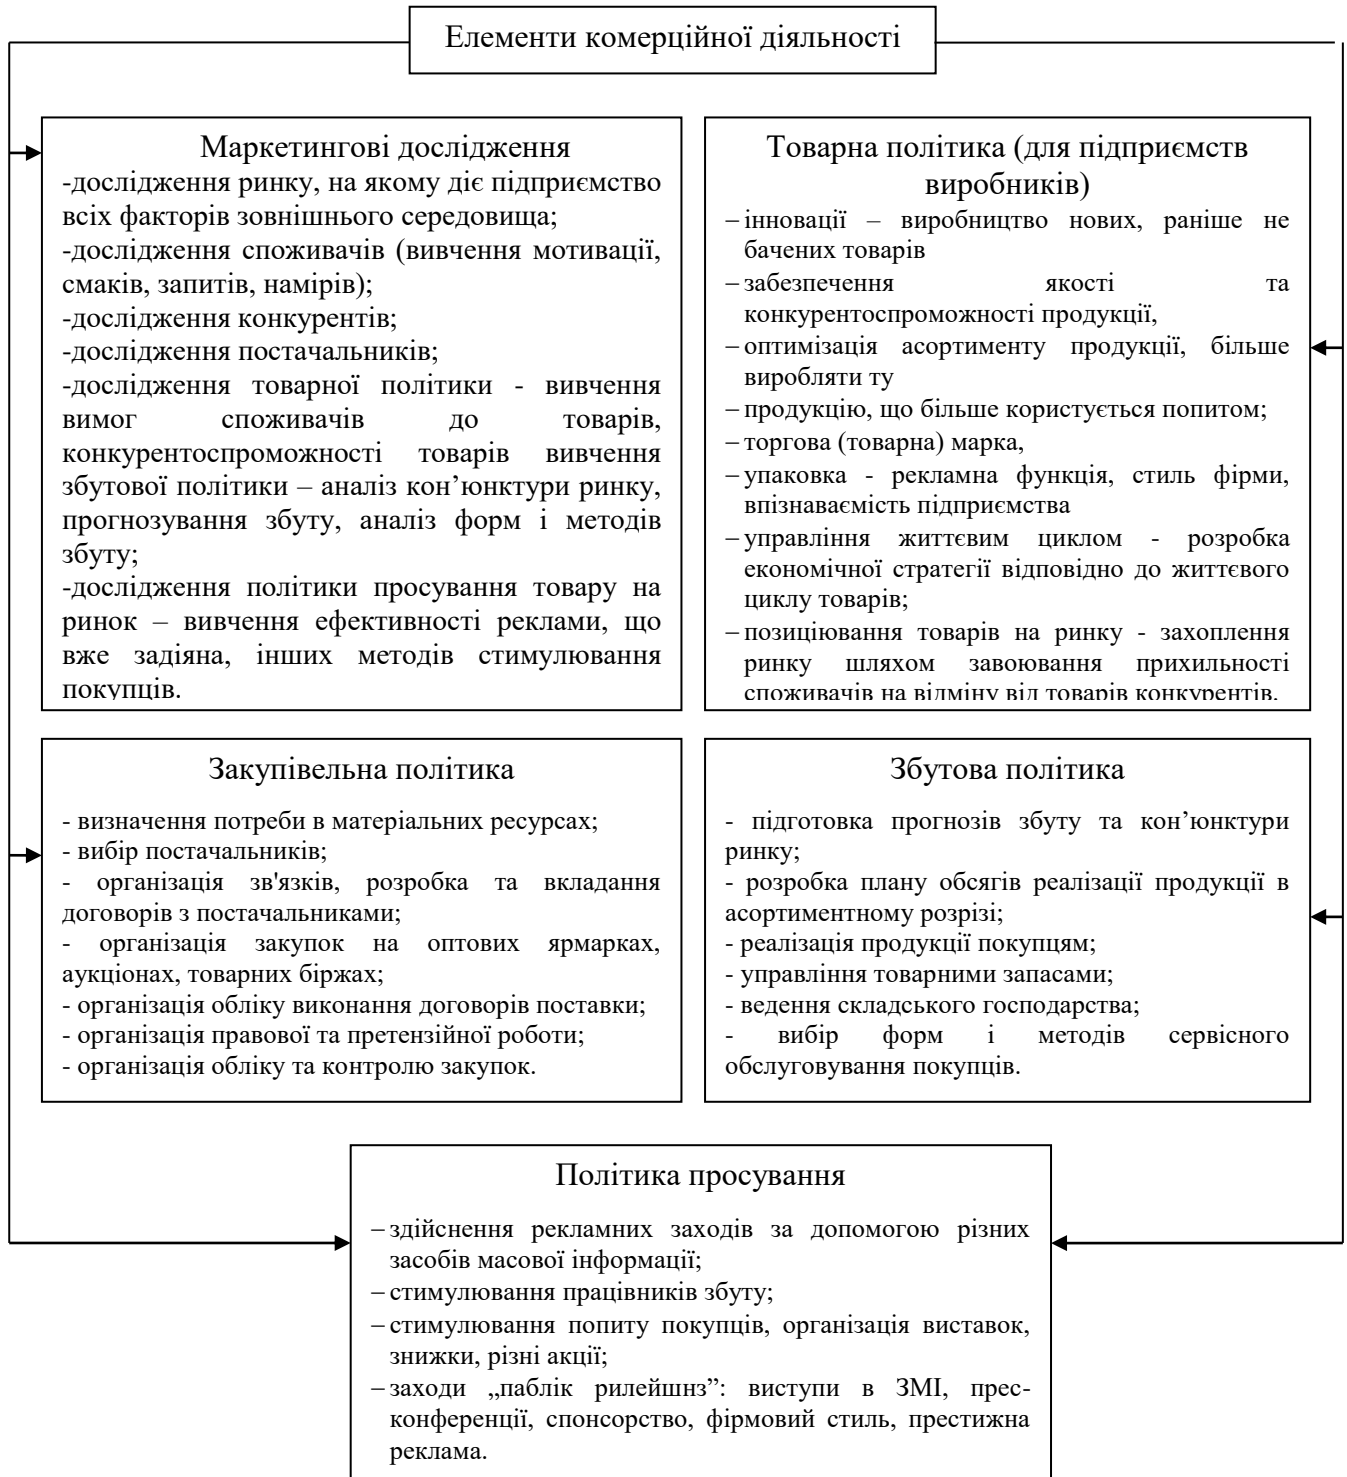 Елементи комерційної діяльності
Маркетингові дослідження
-дослідження ринку, на якому діє підприємство
всіх факторів зовнішнього середовища;
-дослідження споживачів (вивчення мотивації,
смаків, запитів, намірів);
-дослідження конкурентів;
-дослідження постачальників;
-дослідження товарної політики - вивчення
вимог споживачів до товарів,
конкурентоспроможності товарів вивчення
збутової політики – аналіз кон’юнктури ринку,
прогнозування збуту, аналіз форм і методів
збуту;
-дослідження політики просування товару на
ринок – вивчення ефективності реклами, що
вже задіяна, інших методів стимулювання
покупців.
Товарна політика (для підприємств
виробників)
– інновації – виробництво нових, раніше не
бачених товарів
– забезпечення якості та
конкурентоспроможності продукції,
– оптимізація асортименту продукції, більше
виробляти ту
– продукцію, що більше користується попитом;
– торгова (товарна) марка,
– упаковка - рекламна функція, стиль фірми,
впізнаваємість підприємства
– управління життєвим циклом - розробка
економічної стратегії відповідно до життєвого
циклу товарів;
– позиціювання товарів на ринку - захоплення
ринку шляхом завоювання прихильності
споживачів на відміну від товарів конкурентів.
Закупівельна політика
- визначення потреби в матеріальних ресурсах;
- вибір постачальників;
- організація зв'язків, розробка та вкладання
договорів з постачальниками;
- організація закупок на оптових ярмарках,
аукціонах, товарних біржах;
- організація обліку виконання договорів поставки;
- організація правової та претензійної роботи;
- організація обліку та контролю закупок.
Збутова політика
- підготовка прогнозів збуту та кон’юнктури
ринку;
- розробка плану обсягів реалізації продукції в
асортиментному розрізі;
- реалізація продукції покупцям;
- управління товарними запасами;
- ведення складського господарства;
- вибір форм і методів сервісного
обслуговування покупців.
Політика просування
– здійснення рекламних заходів за допомогою різних
засобів масової інформації;
– стимулювання працівників збуту;
– стимулювання попиту покупців, організація виставок,
знижки, різні акції;
– заходи „паблік рилейшнз”: виступи в ЗМІ, прес-
конференції, спонсорство, фірмовий стиль, престижна
реклама.